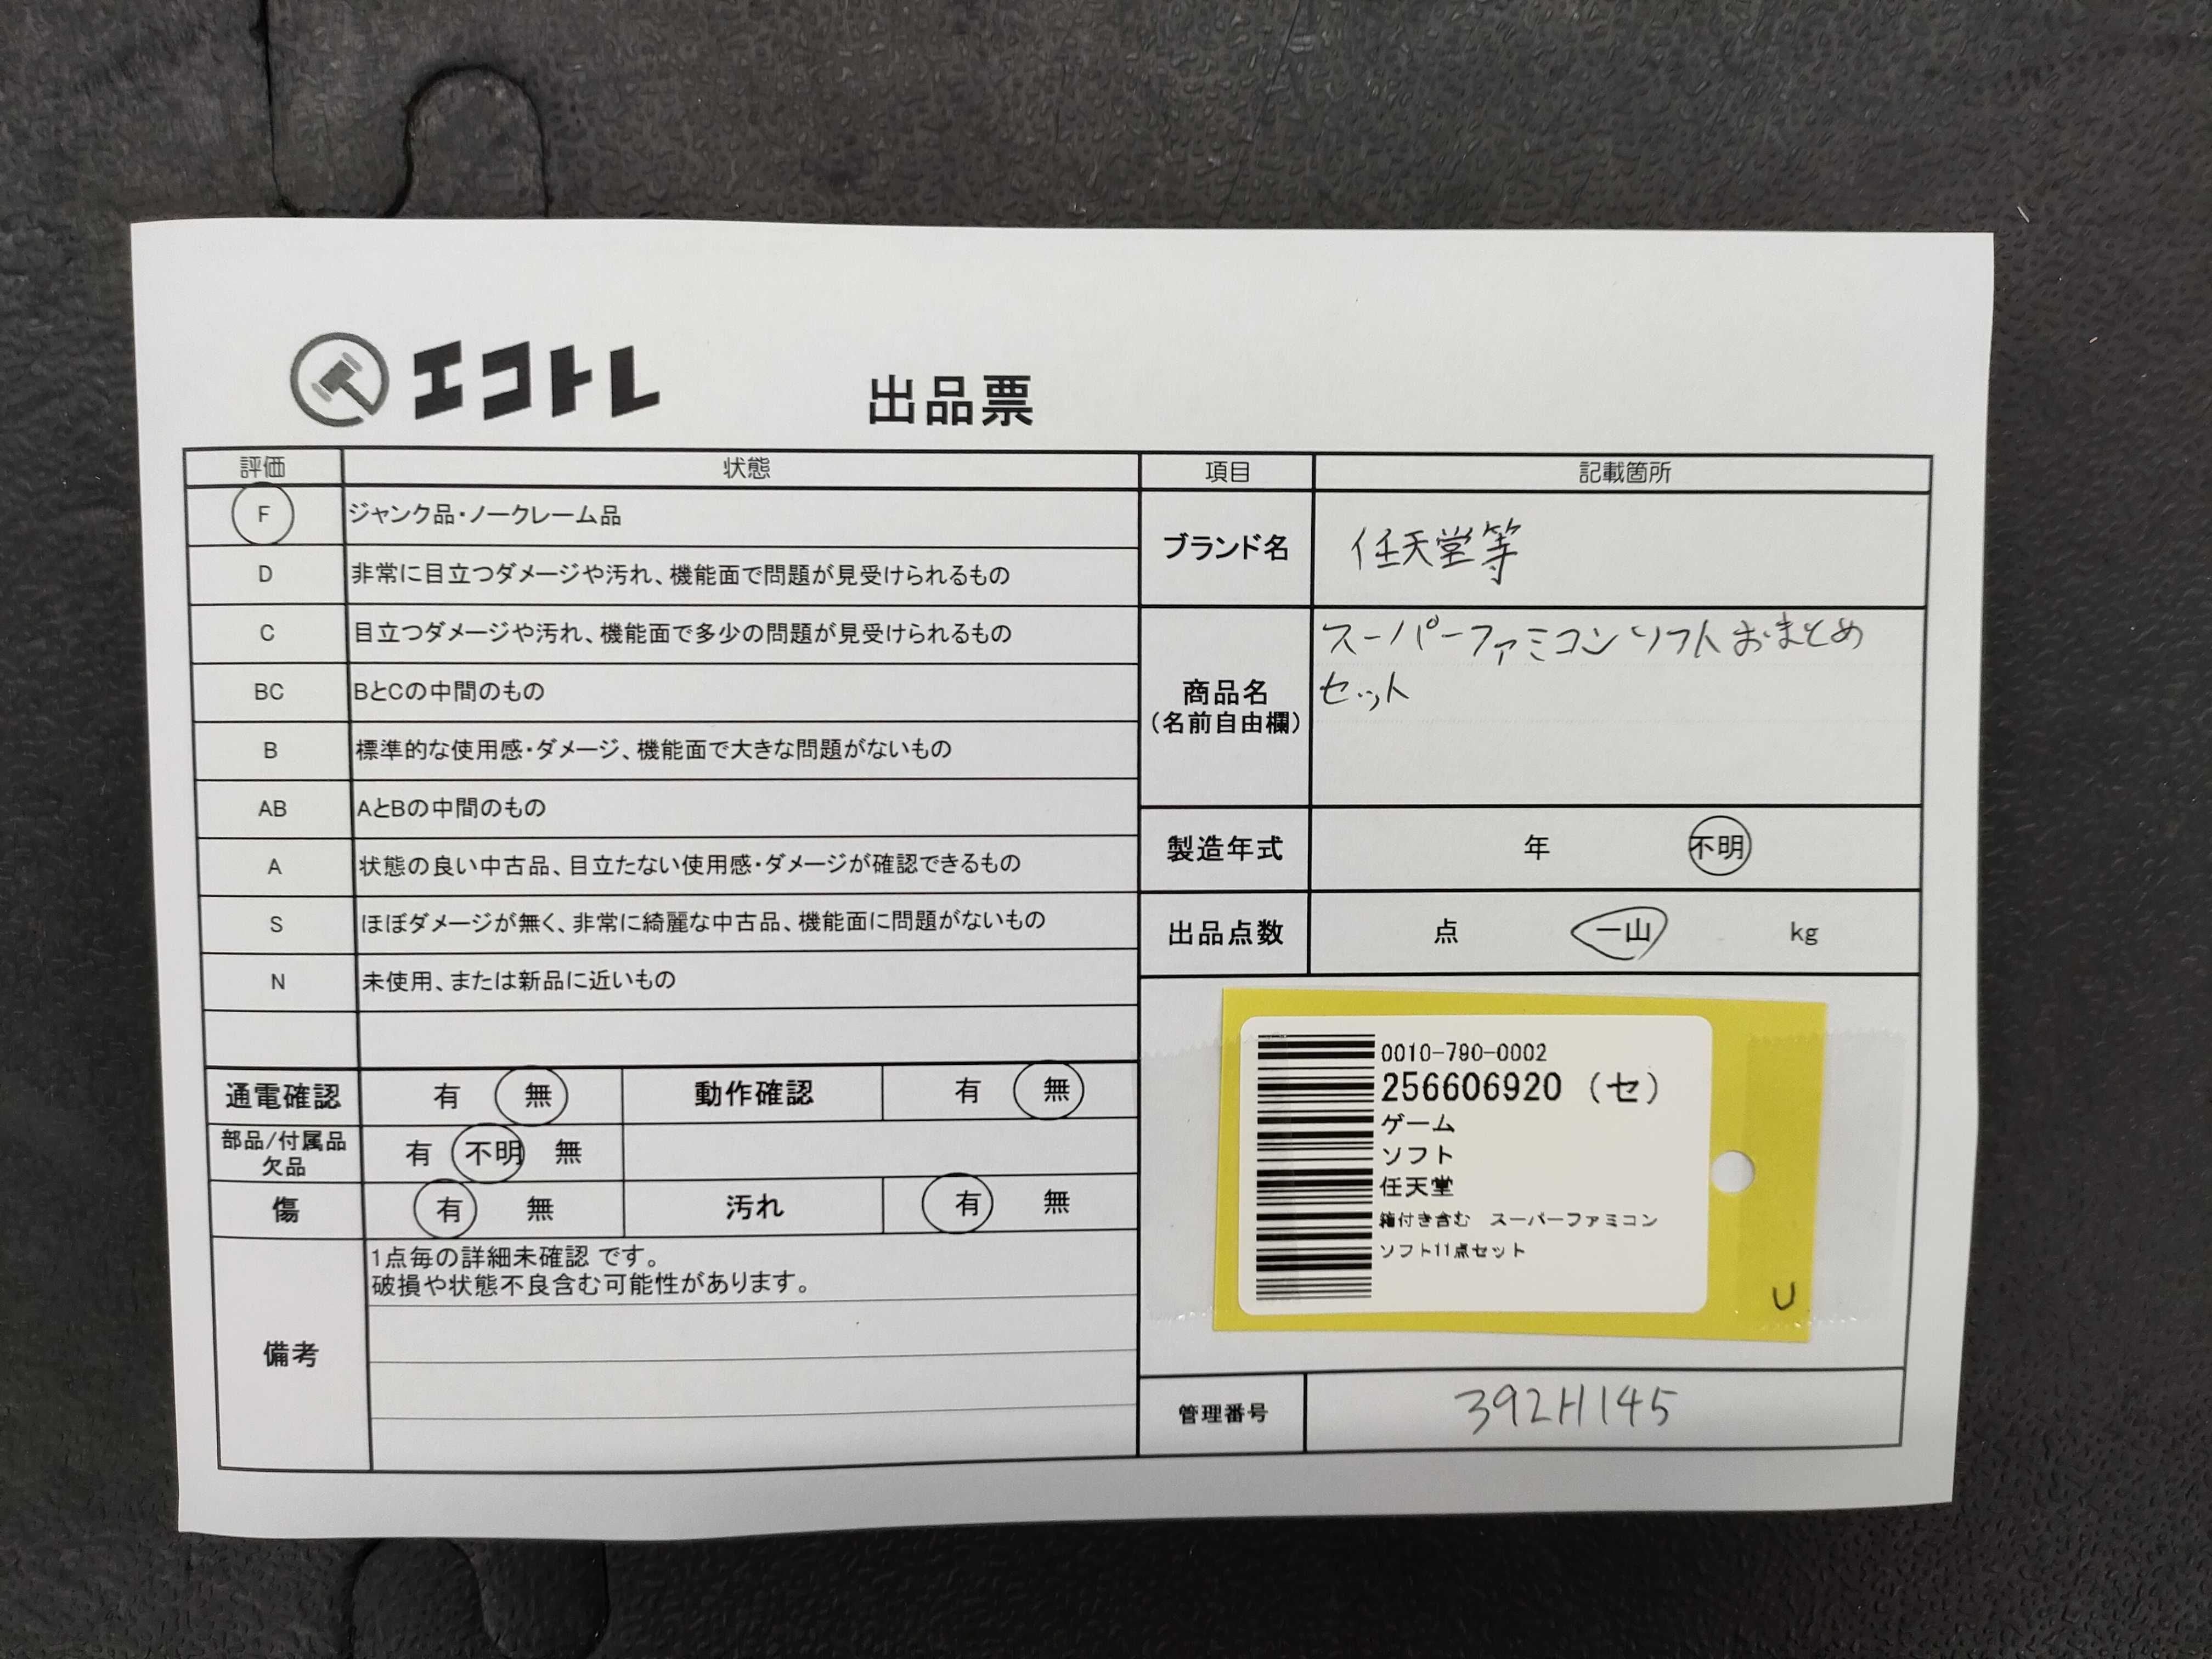 エコトレ
出品票
評価 状態
F ジャンク品・ノークレーム品
D 非常に目立つダメージや汚れ、機能面で問題が見受けられるもの
C 目立つダメージや汚れ、機能面で多少の問題が見受けられるもの
BC BとCの中間のもの
B 標準的な使用感・ダメージ、機能面で大きな問題がないもの
AB AとBの中間のもの
A 状態の良い中古品、目立たない使用感・ダメージが確認できるもの
S ほぼダメージが無く、非常に綺麗な中古品、機能面に問題がないもの
N 未使用、または新品に近いもの
通電確認 有 無 動作確認 有 無
部品/付属品
欠品 有 不明 無
傷 有 無 汚れ 有 無
備考
1点毎の詳細未確認 です。
破損や状態不良含む可能性があります。
項目 記載箇所
ブランド名 任天堂等
商品名
(名前自由欄)
スーパーファミコンソフトおまとめ
セット
製造年式 年 不明
出品点数 点 一山 kg
0010-790-0002
256606920 (セ)
ゲーム
ソフト
任天堂
箱付き含む スーパーファミコン
ソフト11点セット
U
管理番号 392H145